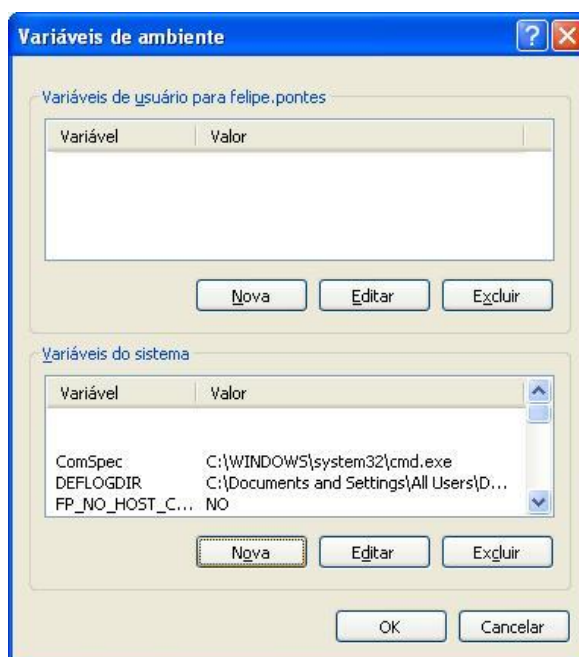 Variáveis de ambiente
Variáveis de usuário para felipe.pontes
Variável Valor
Nova Editar Excluir
Variáveis do sistema
Variável Valor
ComSpec C:\WINDOWS\system32\cmd.exe
DEFLOGDIR C:\Documents and Settings\All Users\D...
FP_NO_HOST_C... NO
Nova Editar Excluir
OK Cancelar